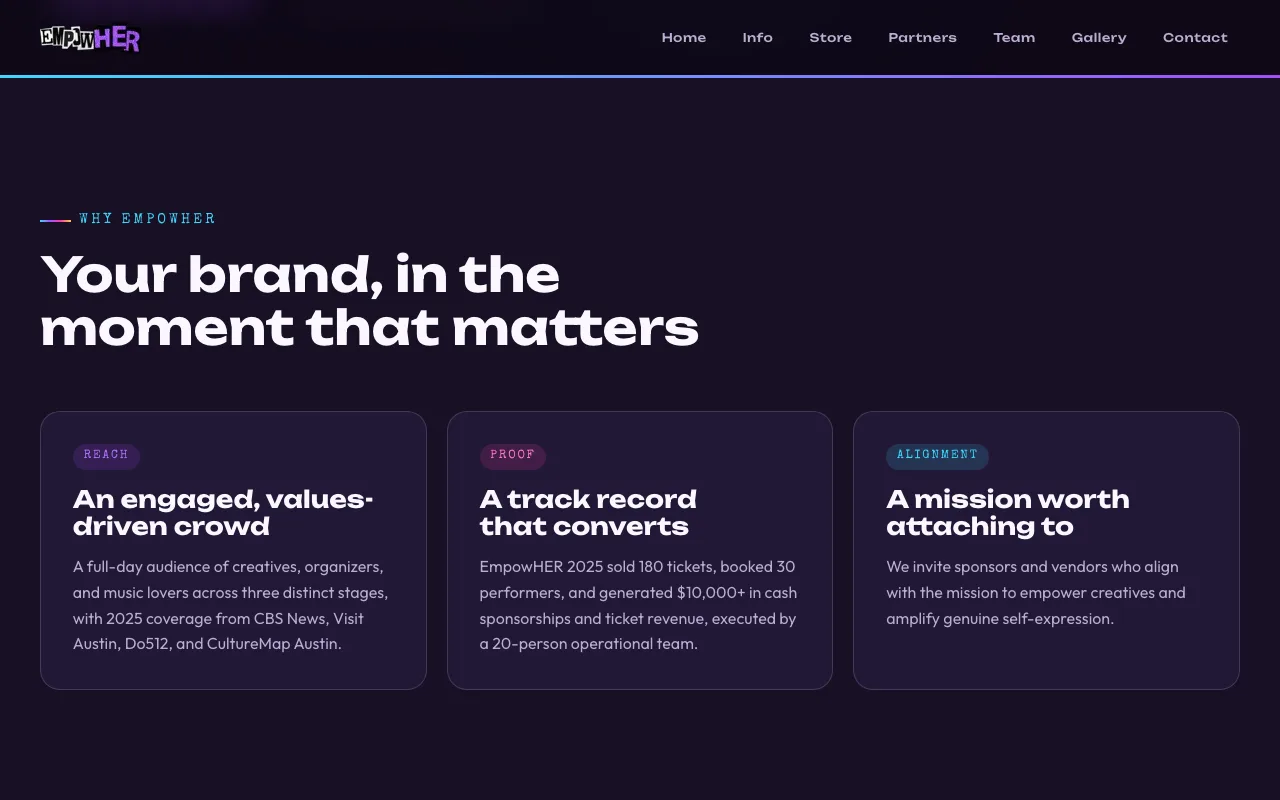 EMPOWHER
Home Info Store Partners Team Gallery Contact
WHY EMPOWHER
Your brand, in the
moment that matters
REACH
An engaged, values-
driven crowd
A full-day audience of creatives, organizers,
and music lovers across three distinct stages,
with 2025 coverage from CBS News, Visit
Austin, Do512, and CultureMap Austin.
PROOF
A track record
that converts
EmpowHER 2025 sold 180 tickets, booked 30
performers, and generated $10,000+ in cash
sponsorships and ticket revenue, executed by
a 20-person operational team.
ALIGNMENT
A mission worth
attaching to
We invite sponsors and vendors who align
with the mission to empower creatives and
amplify genuine self-expression.